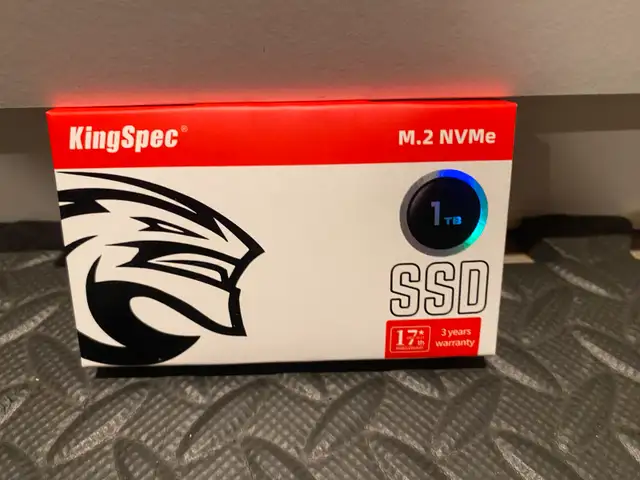 KingSpec®
M.2 NVMe
1TB
SSD
17th
3 years
warranty